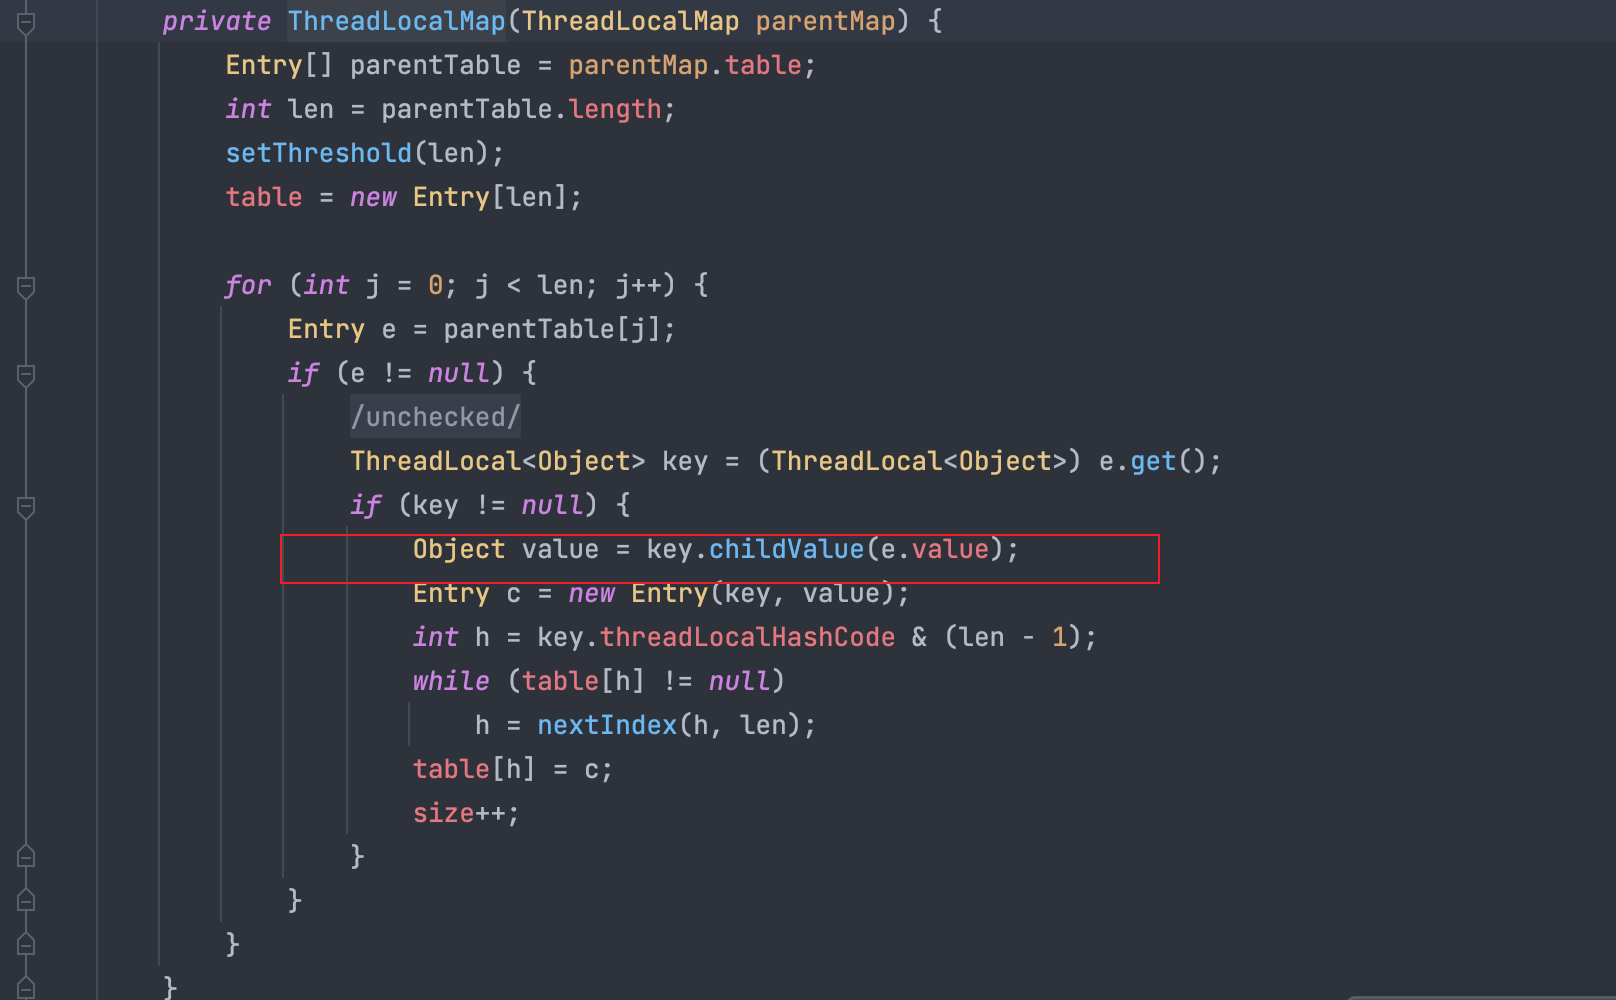 private ThreadLocalMap(ThreadLocalMap parentMap) {
    Entry[] parentTable = parentMap.table;
    int len = parentTable.length;
    setThreshold(len);
    table = new Entry[len];

    for (int j = 0; j < len; j++) {
        Entry e = parentTable[j];
        if (e != null) {
            /unchecked/
            ThreadLocal<Object> key = (ThreadLocal<Object>) e.get();
            if (key != null) {
                Object value = key.childValue(e.value);
                Entry c = new Entry(key, value);
                int h = key.threadLocalHashCode & (len - 1);
                while (table[h] != null)
                    h = nextIndex(h, len);
                table[h] = c;
                size++;
            }
        }
    }
}